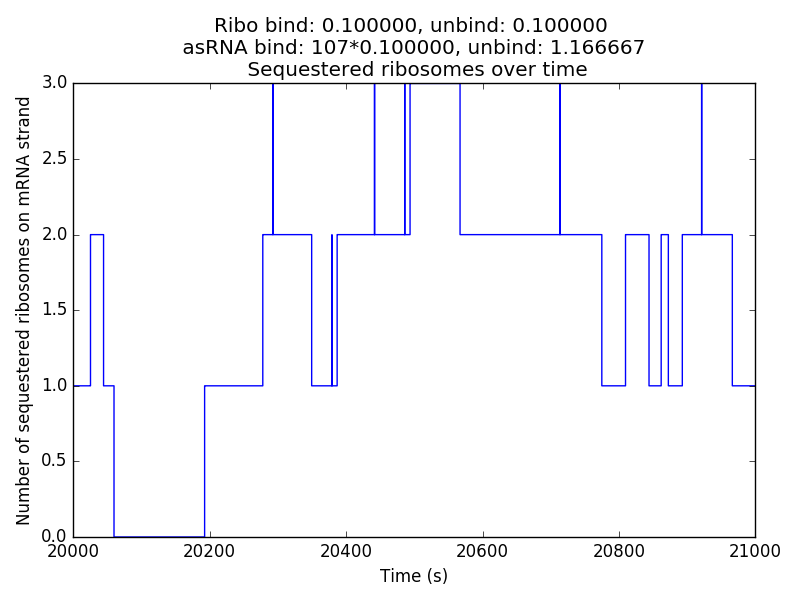 Ribo bind: 0.100000, unbind: 0.100000
asRNA bind: 107*0.100000, unbind: 1.166667
Sequestered ribosomes over time
Number of sequestered ribosomes on mRNA strand
3.0
2.5
2.0
1.5
1.0
0.5
0.0
20000 20200 20400 20600 20800 21000
Time (s)